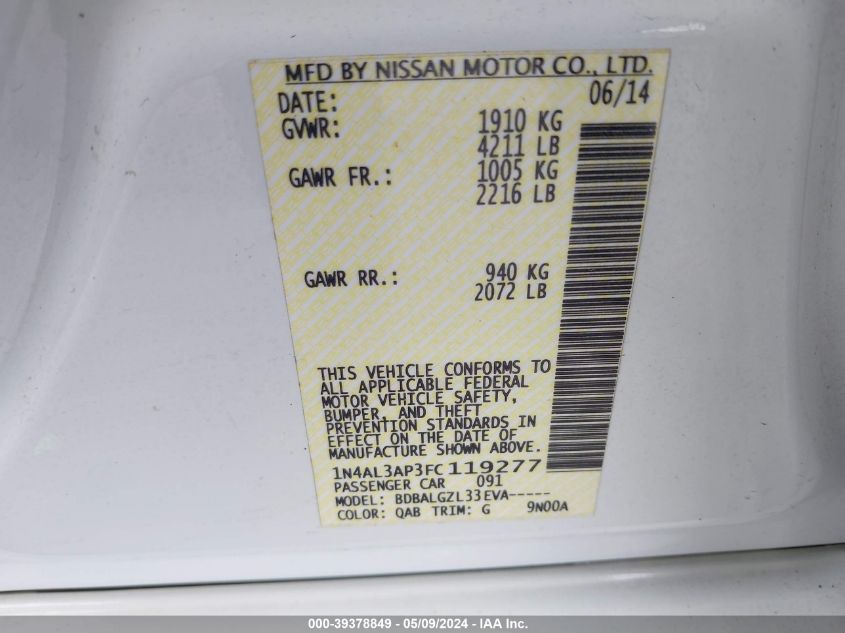 MFD BY NISSAN MOTOR CO., LTD.
DATE: 06/14
GVWR: 1910 KG
4211 LB
GAWR FR.: 1005 KG
2216 LB
GAWR RR.: 940 KG
2072 LB
THIS VEHICLE CONFORMS TO
ALL APPLICABLE FEDERAL
MOTOR VEHICLE SAFETY,
BUMPER, AND THEFT
PREVENTION STANDARDS IN
EFFECT ON THE DATE OF
MANUFACTURE SHOWN ABOVE.
1N4AL3AP3FC119277
PASSENGER CAR 091
MODEL: BDBALGZL33EVA-----
COLOR: QAB TRIM: G 9N00A
000-39378849 - 05/09/2024 - IAA Inc.